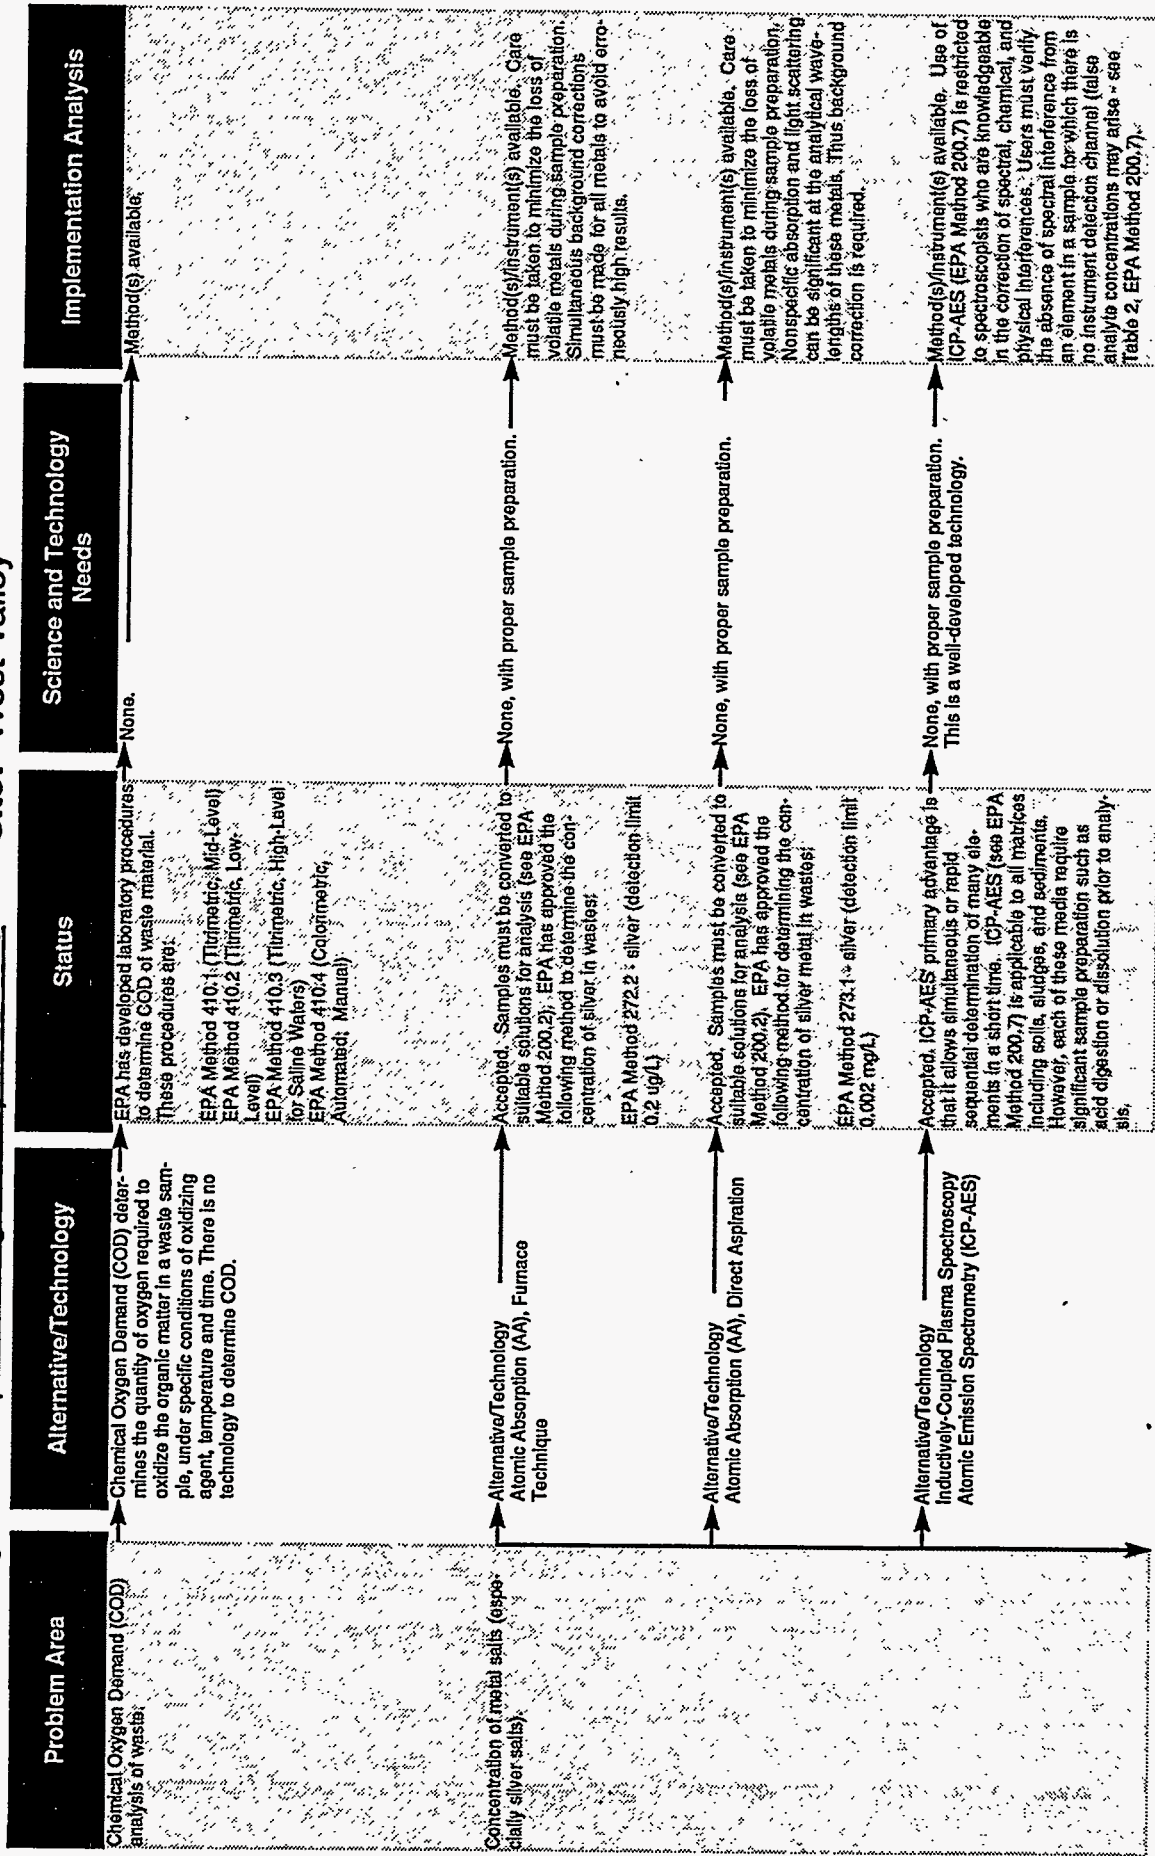 Problem Area
Alternative/Technology
Status
Science and Technology
Needs
Implementation Analysis
Chemical Oxygen Demand (COD)
analysis of waste.
Chemical Oxygen Demand (COD) deter-
mines the quantity of oxygen required to
oxidize the organic matter in a waste sam-
ple, under specific conditions of oxidizing
agent, temperature and time. There is no
technology to determine COD.
EPA has developed laboratory procedures
to determine COD of waste material.
These procedures are:
EPA Method 410.1 (Titrimetric, Mid-Level)
EPA Method 410.2 (Titrimetric, Low-
Level)
EPA Method 410.3 (Titrimetric, High-Level
for Saline Waters)
EPA Method 410.4 (Colorimetric,
Automated; Manual)
None.
Method(s) available.
Concentration of metal salts (espe-
cially silver salts).
Alternative/Technology
Atomic Absorption (AA), Furnace
Technique
Accepted. Samples must be converted to
suitable solutions for analysis (see EPA
Method 200.2). EPA has approved the
following method to determine the con-
centration of silver in wastes:
EPA Method 272.2 - silver (detection limit
0.2 ug/L)
None, with proper sample preparation.
Method(s)/instrument(s) available. Care
must be taken to minimize the loss of
volatile metals during sample preparation.
Simultaneous background corrections
must be made for all metals to avoid erro-
neously high results.
Alternative/Technology
Atomic Absorption (AA), Direct Aspiration
Accepted. Samples must be converted to
suitable solutions for analysis (see EPA
Method 200.2). EPA has approved the
following method for determining the con-
centration of silver metal in wastes:
EPA Method 273.1 - silver (detection limit
0.002 mg/L)
None, with proper sample preparation.
Method(s)/instrument(s) available. Care
must be taken to minimize the loss of
volatile metals during sample preparation.
Nonspecific absorption and light scattering
can be significant at the analytical wave-
lengths of these metals. Thus background
correction is required.
Alternative/Technology
Inductively-Coupled Plasma Spectroscopy
Atomic Emission Spectrometry (ICP-AES)
Accepted. ICP-AES' primary advantage is
that it allows simultaneous or rapid
sequential determination of many ele-
ments in a short time. ICP-AES (see EPA
Method 200.7) is applicable to all matrices
including soils, sludges, and sediments.
However, each of these media require
significant sample preparation such as
acid digestion or dissolution prior to analy-
sis.
None, with proper sample preparation.
This is a well-developed technology.
Method(s)/instrument(s) available. Use of
ICP-AES (EPA Method 200.7) is restricted
to spectroscopists who are knowledgeable
in the correction of spectral, chemical, and
physical interferences. Users must verify
the absence of spectral interference from
an element in a sample for which there is
no instrument detection channel) (false
analyte concentrations may arise - see
Table 2, EPA Method 200.7).